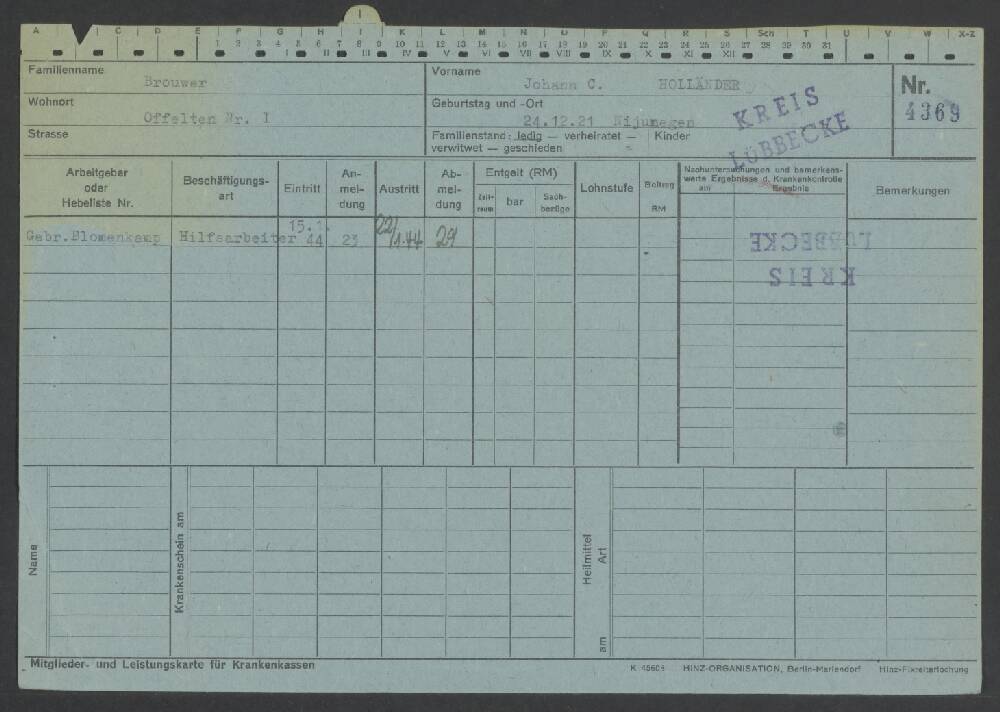 I
A C D E F G H I K L M N O P Q R S Sch T U V W X-Z
1 2 3 4 5 6 7 8 9 10 11 12 13 14 15 16 17 18 19 20 21 22 23 24 25 26 27 28 29 30 31
I II III IV V VI VII VIII IX X XI XII
Familienname
Brouwer
Vorname
Johann C. HOLLÄNDER
Nr.
4369
Wohnort
Offelten Nr. I
Geburtstag und -Ort
24.12.21 Nijumegen
KREIS
LÜBBECKE
Strasse
Familienstand: ledig — verheiratet — Kinder
verwitwet — geschieden
Arbeitgeber
oder
Hebeliste Nr.
Beschäftigungs-
art
Eintritt
An-
mel-
dung
Austritt
Ab-
mel-
dung
Entgelt (RM)
Zeit-
raum
bar
Sach-
bezüge
Lohnstufe
Beitrag
RM
Nachuntersuchungen und bemerkens-
werte Ergebnisse d. Krankenkontrolle
am Ergebnis
Bemerkungen
Gebr.Blomenkamp Hilfsarbeiter 15.1.
44 23 22/1.44 29
KREIS
LÜBBECKE
Name
Krankenschein am
Heilmittel
Art
am
Mitglieder- und Leistungskarte für Krankenkassen
K 45608 HINZ-ORGANISATION, Berlin-Mariendorf Hinz-Fixreiterlochung